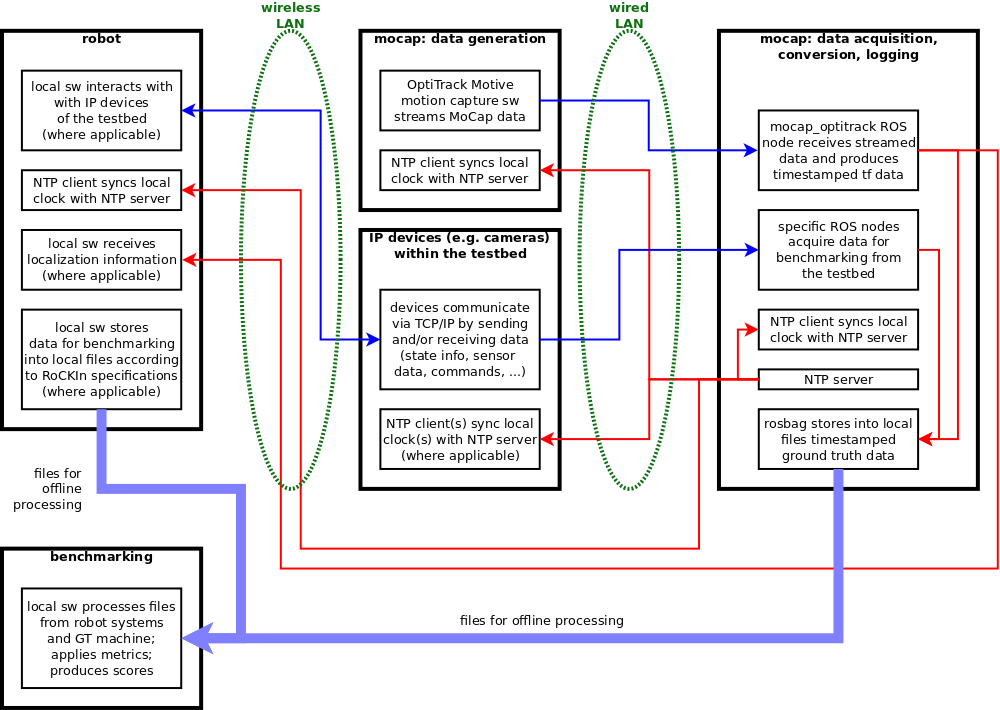 wireless
LAN
wired
LAN
robot
local sw interacts with
with IP devices
of the testbed
(where applicable)
NTP client syncs local
clock with NTP server
local sw receives
localization information
(where applicable)
local sw stores
data for benchmarking
into local files according
to RoCKIn specifications
(where applicable)
mocap: data generation
OptiTrack Motive
motion capture sw
streams MoCap data
NTP client syncs local
clock with NTP server
IP devices (e.g. cameras)
within the testbed
devices communicate
via TCP/IP by sending
and/or receiving data
(state info, sensor
data, commands, ...)
NTP client(s) sync local
clock(s) with NTP server
(where applicable)
mocap: data acquisition,
conversion, logging
mocap_optitrack ROS
node receives streamed
data and produces
timestamped tf data
specific ROS nodes
acquire data for
benchmarking from
the testbed
NTP client syncs local
clock with NTP server
NTP server
rosbag stores into local
files timestamped
ground truth data
files for
offline
processing
benchmarking
local sw processes files
from robot systems
and GT machine;
applies metrics;
produces scores
files for offline processing